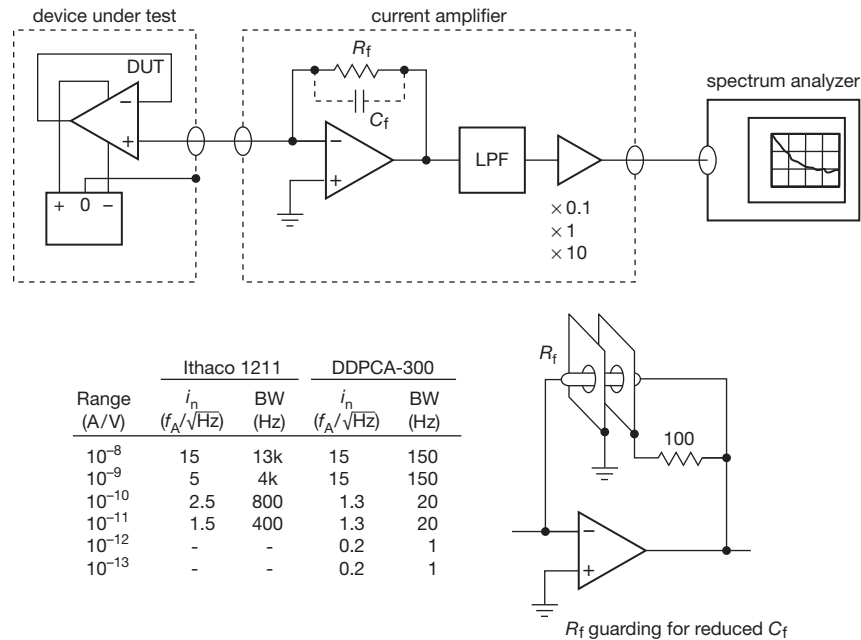 device under test
current amplifier
spectrum analyzer
DUT
−
+
+ 0 −
Rf
Cf
−
+
LPF
× 0.1
× 1
× 10
Ithaco 1211 DDPCA-300
Range in BW in BW
(A/V) (fA/√Hz) (Hz) (fA/√Hz) (Hz)
10⁻⁸ 15 13k 15 150
10⁻⁹ 5 4k 15 150
10⁻¹⁰ 2.5 800 1.3 20
10⁻¹¹ 1.5 400 1.3 20
10⁻¹² - - 0.2 1
10⁻¹³ - - 0.2 1
Rf
100
−
+
Rf guarding for reduced Cf